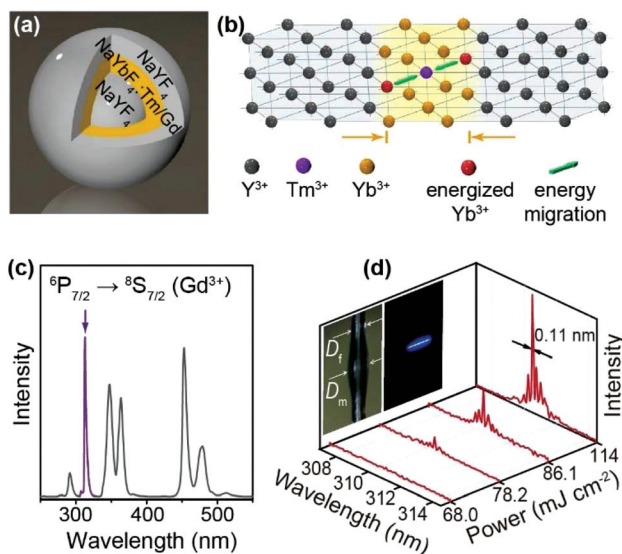 (a)
NaYF4
NaYbF4:Tm/Gd
NaYF4
(b)
Y3+
Tm3+
Yb3+
energized
Yb3+
energy
migration
(c)
6P7/2 → 8S7/2 (Gd3+)
Intensity
300
400
500
Wavelength (nm)
(d)
Df
Dm
0.11 nm
Intensity
308
310
312
314
Wavelength (nm)
68.0
78.2
86.1
114
Power (mJ cm-2)